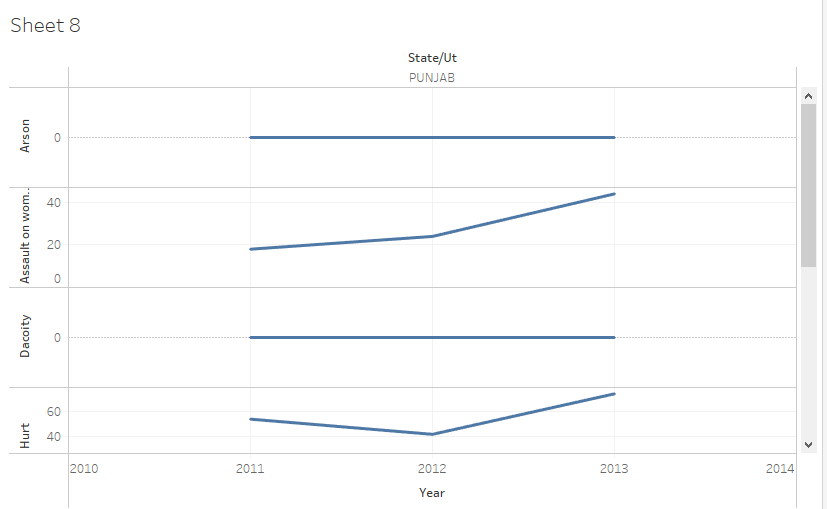 Sheet 8
State/Ut
PUNJAB
Arson
0
Assault on wom..
40
20
0
Dacoity
0
Hurt
60
40
2010 2011 2012 2013 2014
Year